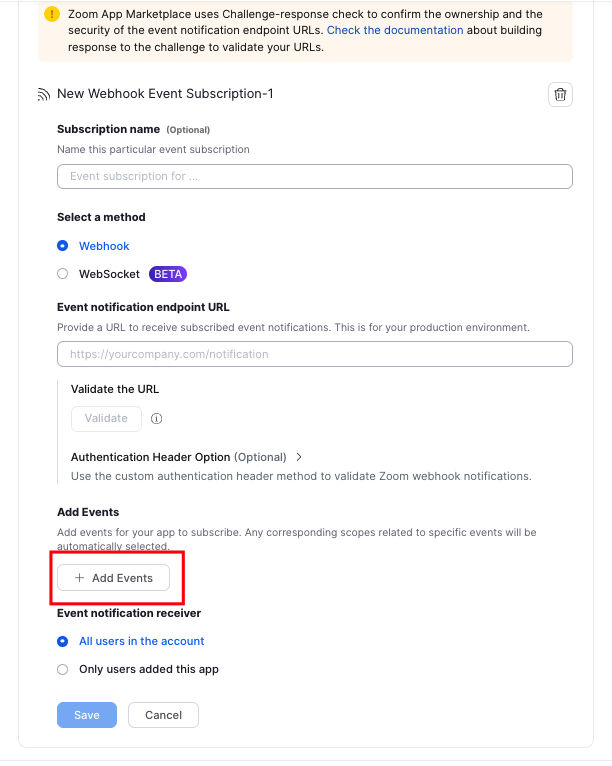 Zoom App Marketplace uses Challenge-response check to confirm the ownership and the
security of the event notification endpoint URLs. Check the documentation about building
response to the challenge to validate your URLs.
New Webhook Event Subscription-1
Subscription name (Optional)
Name this particular event subscription
Event subscription for ...
Select a method
Webhook
WebSocket BETA
Event notification endpoint URL
Provide a URL to receive subscribed event notifications. This is for your production environment.
https://yourcompany.com/notification
Validate the URL
Validate
Authentication Header Option (Optional)
Use the custom authentication header method to validate Zoom webhook notifications.
Add Events
Add events for your app to subscribe. Any corresponding scopes related to specific events will be
automatically selected.
+ Add Events
Event notification receiver
All users in the account
Only users added this app
Save Cancel